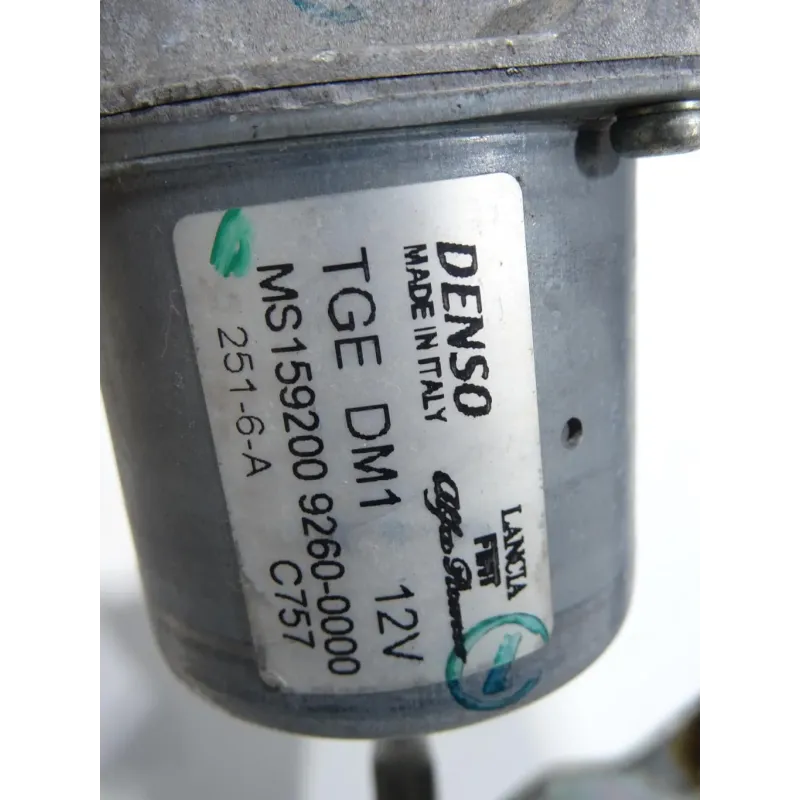 DENSO
MADE IN ITALY
LANCIA
FIAT
Alfa Romeo
TGE DM1 12V
MS159200 9260-0000
251-6-A C757